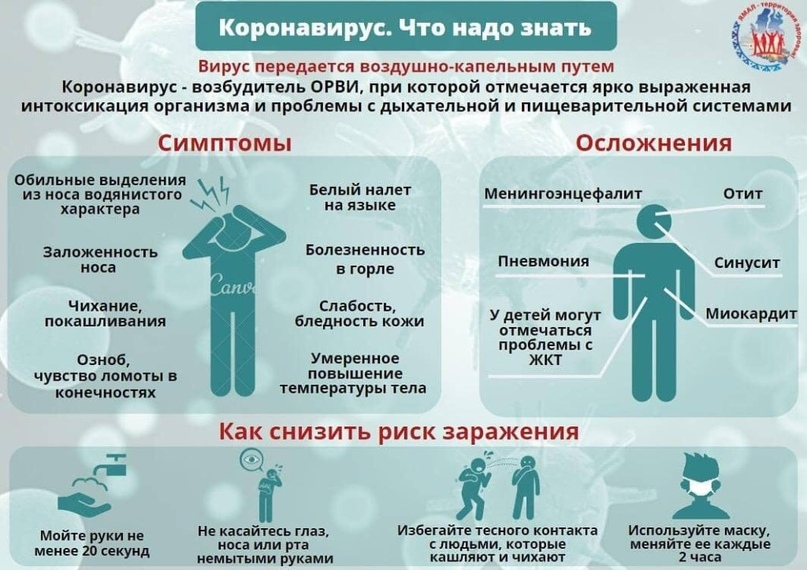 Коронавирус. Что надо знать
ЯМАЛ - территория здоровья!
Вирус передается воздушно-капельным путем
Коронавирус - возбудитель ОРВИ, при которой отмечается ярко выраженная
интоксикация организма и проблемы с дыхательной и пищеварительной системами
Симптомы
Обильные выделения
из носа водянистого
характера
Заложенность
носа
Чихание,
покашливания
Озноб,
чувство ломоты в
конечностях
Canva
Белый налет
на языке
Болезненность
в горле
Слабость,
бледность кожи
Умеренное
повышение
температуры тела
Осложнения
Менингоэнцефалит
Отит
Пневмония
Синусит
Миокардит
У детей могут
отмечаться
проблемы с
ЖКТ
Как снизить риск заражения
Мойте руки не
менее 20 секунд
Не касайтесь глаз,
носа или рта
немытыми руками
Избегайте тесного контакта
с людьми, которые
кашляют и чихают
Используйте маску,
меняйте ее каждые
2 часа